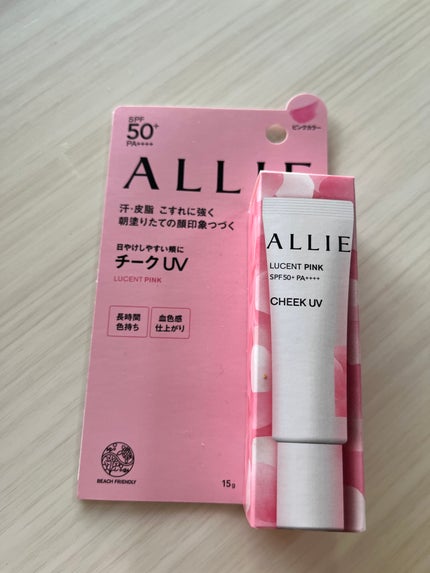 SPF
50+
PA++++
ピンクカラー
ALLIE
汗・皮脂 こすれに強く
朝塗りたての顔印象つづく
日やけしやすい頬に
チークUV
LUCENT PINK
長時間
色持ち
血色感
仕上がり
BEACH FRIENDLY
15g
ALLIE
LUCENT PINK
SPF50+ PA++++
CHEEK UV